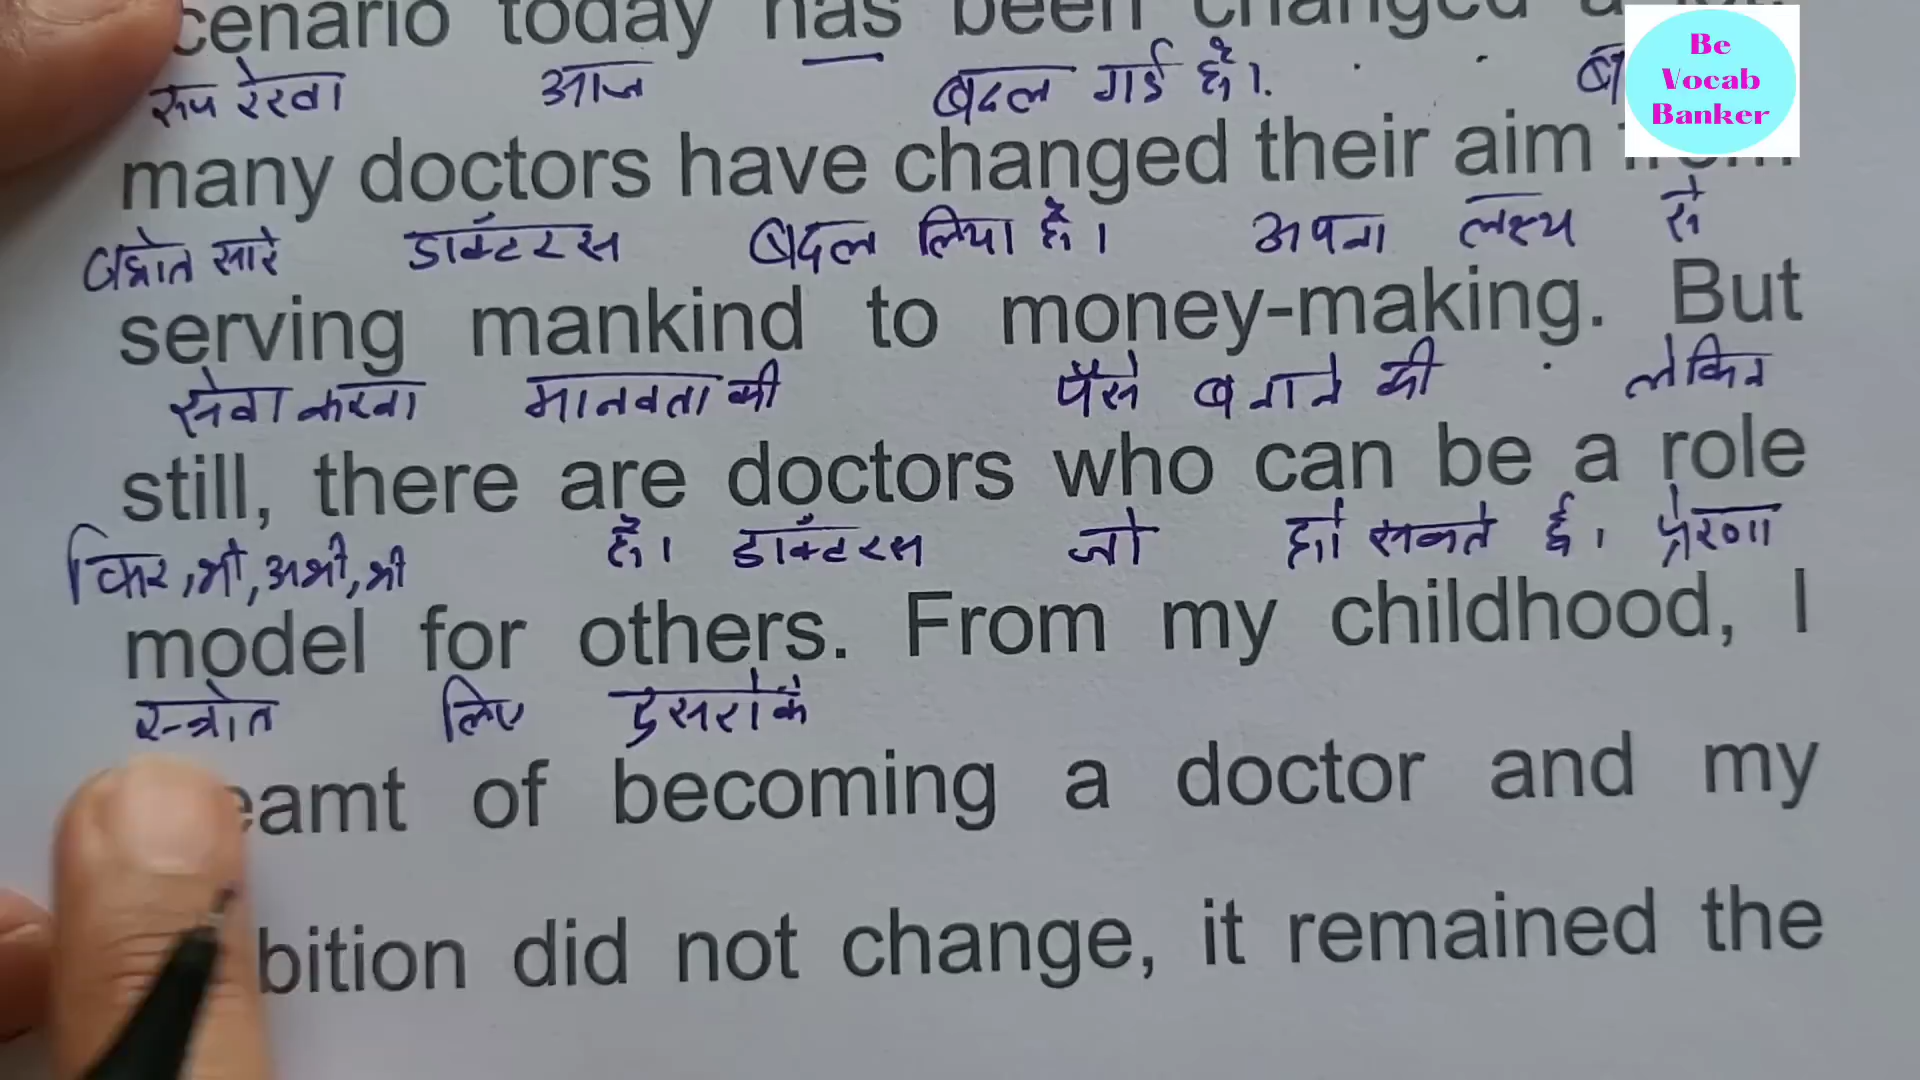 cenario today has been changed a lot.
रूप रेखा आज बदल गई है।
Be
Vocab
Banker
many doctors have changed their aim from
बहोत सारे डॉक्टरस बदल लिया है। अपना लक्ष्य से
serving mankind to money-making. But
सेवा करना मानवता की पैसे बनाने की लेकिन
still, there are doctors who can be a role
फिर, भी, अभी, भी है। डॉक्टरस जो हो सकते है। प्रेरणा
model for others. From my childhood, I
स्त्रोत लिए दुसरो के
eamt of becoming a doctor and my
bition did not change, it remained the